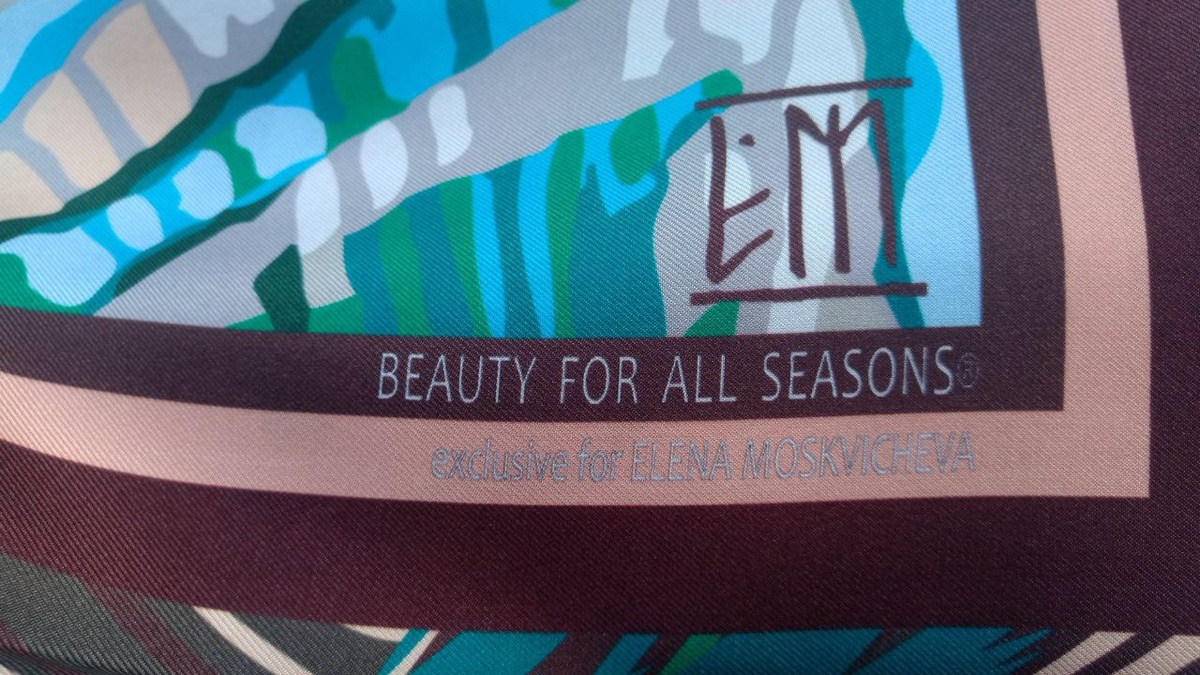 EM
BEAUTY FOR ALL SEASONS®
exclusive for ELENA MOSKVICHEVA